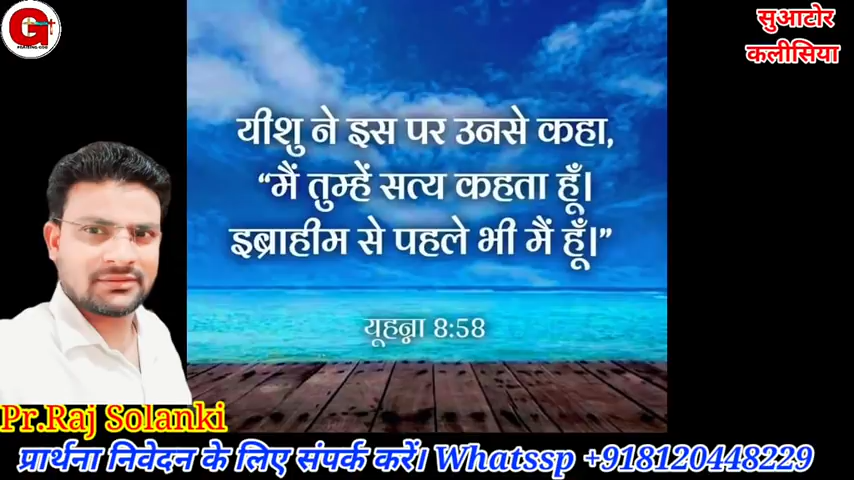 G
सुआटोर
कलीसिया
यीशु ने इस पर उनसे कहा,
“मैं तुम्हें सत्य कहता हूँ।
इब्राहीम से पहले भी मैं हूँ।”
यूहन्ना 8:58
Pr.Raj Solanki
प्रार्थना निवेदन के लिए संपर्क करें। Whatssp +918120448229